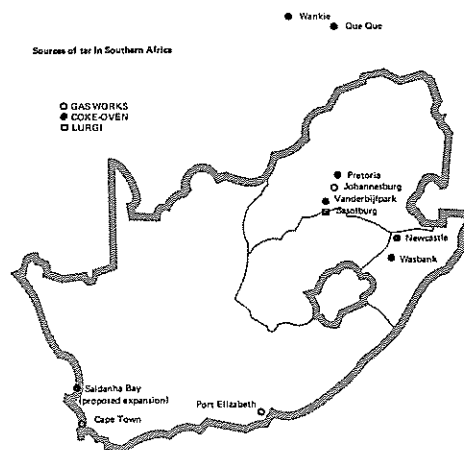 Wankie
Que Que
Sources of tar in Southern Africa
GASWORKS
COKE-OVEN
LURGI
Pretoria
Johannesburg
Vanderbijlpark
Sasolburg
Newcastle
Wasbank
Saldanha Bay
(proposed expansion)
Port Elizabeth
Cape Town